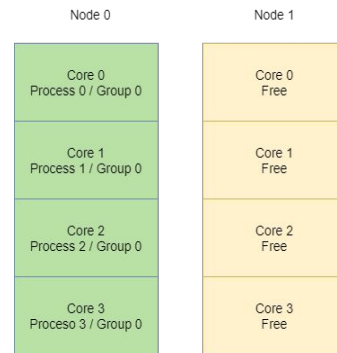 Node 0
Node 1
Core 0
Process 0 / Group 0
Core 0
Free
Core 1
Process 1 / Group 0
Core 1
Free
Core 2
Process 2 / Group 0
Core 2
Free
Core 3
Proceso 3 / Group 0
Core 3
Free